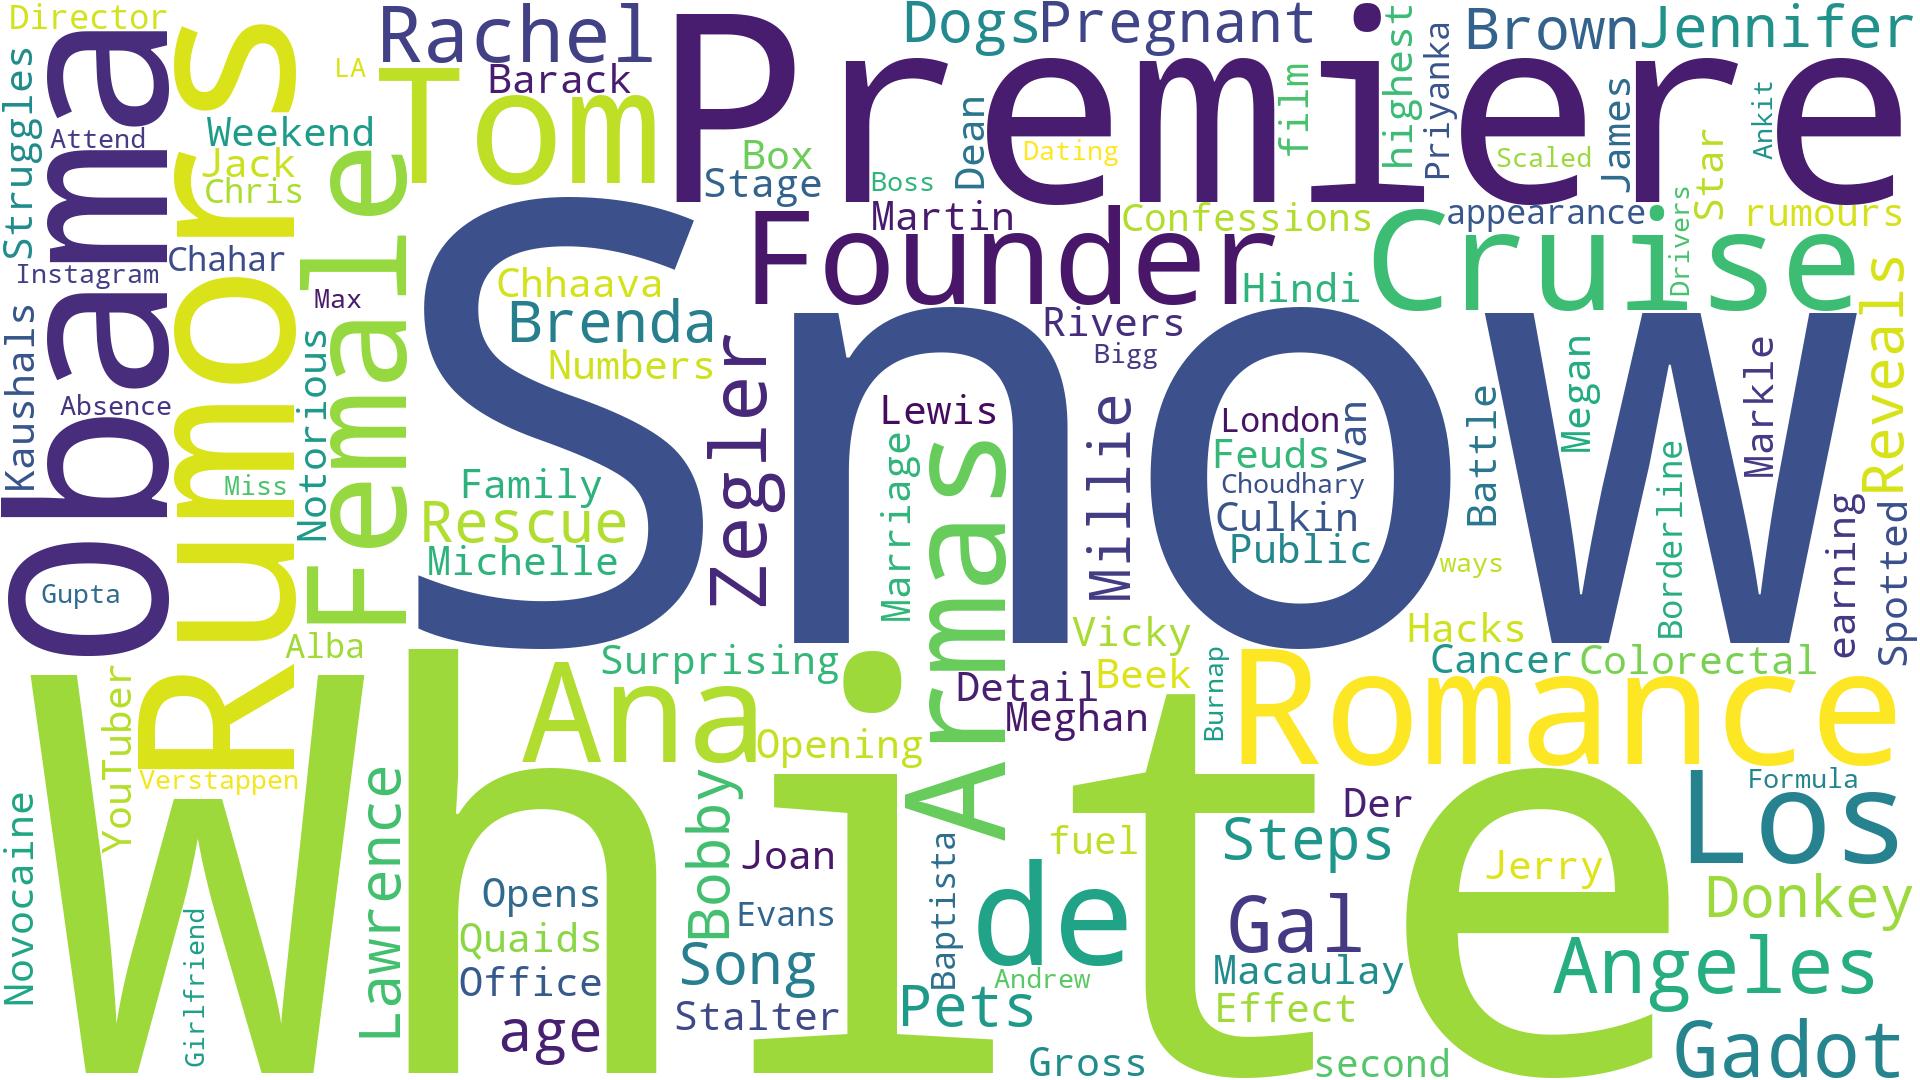 Director
Struggles
Obama
Rumors
LA
Rachel
Barack
Tom
Premiere
Dogs
Pregnant
highest
Priyanka
Brown
Jennifer
Attend
Weekend
Jack
Chris
Female
Box
Stage
Boss
Dean
Dating
film
Scaled
James
Star
Ankit
Chahar
Instagram
Max
Martin
Confessions
appearance
Drivers
rumours
Founder
Cruise
Hindi
Kaushals
Notorious
Snow
Chhaava
Brenda
Numbers
Zegler
Rivers
Bigg
Reveals
Absence
Miss
Lewis
Armas
Marriage
Millie
London
Feuds
Van
Choudhary
Culkin
Public
Battle
Megan
Markle
Borderline
Family
Rescue
Michelle
ways
earning
Spotted
Gupta
Alba
Surprising
Vicky
Beek
Detail
Meghan
Burnap
Hacks
Cancer
Colorectal
YouTuber
Verstappen
White
Ana
Opening
Romance
Novocaine
Girlfriend
Lawrence
Bobby
Joan
Baptista
fuel
Der
Steps
Formula
Los
Jerry
Donkey
Opens
Quaids
Office
age
Evans
Song
Stalter
de
Andrew
Pets
Gal
Macaulay
Effect
Angeles
Gross
second
Gadot